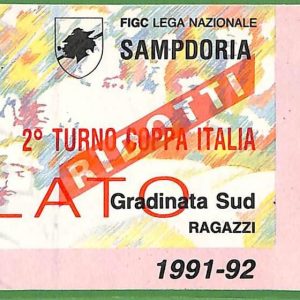 FIGC LEGA NAZIONALE
SAMPDORIA
2° TURNO COPPA ITALIA
RIDOTTI
LATO
Gradinata Sud
RAGAZZI
1991-92